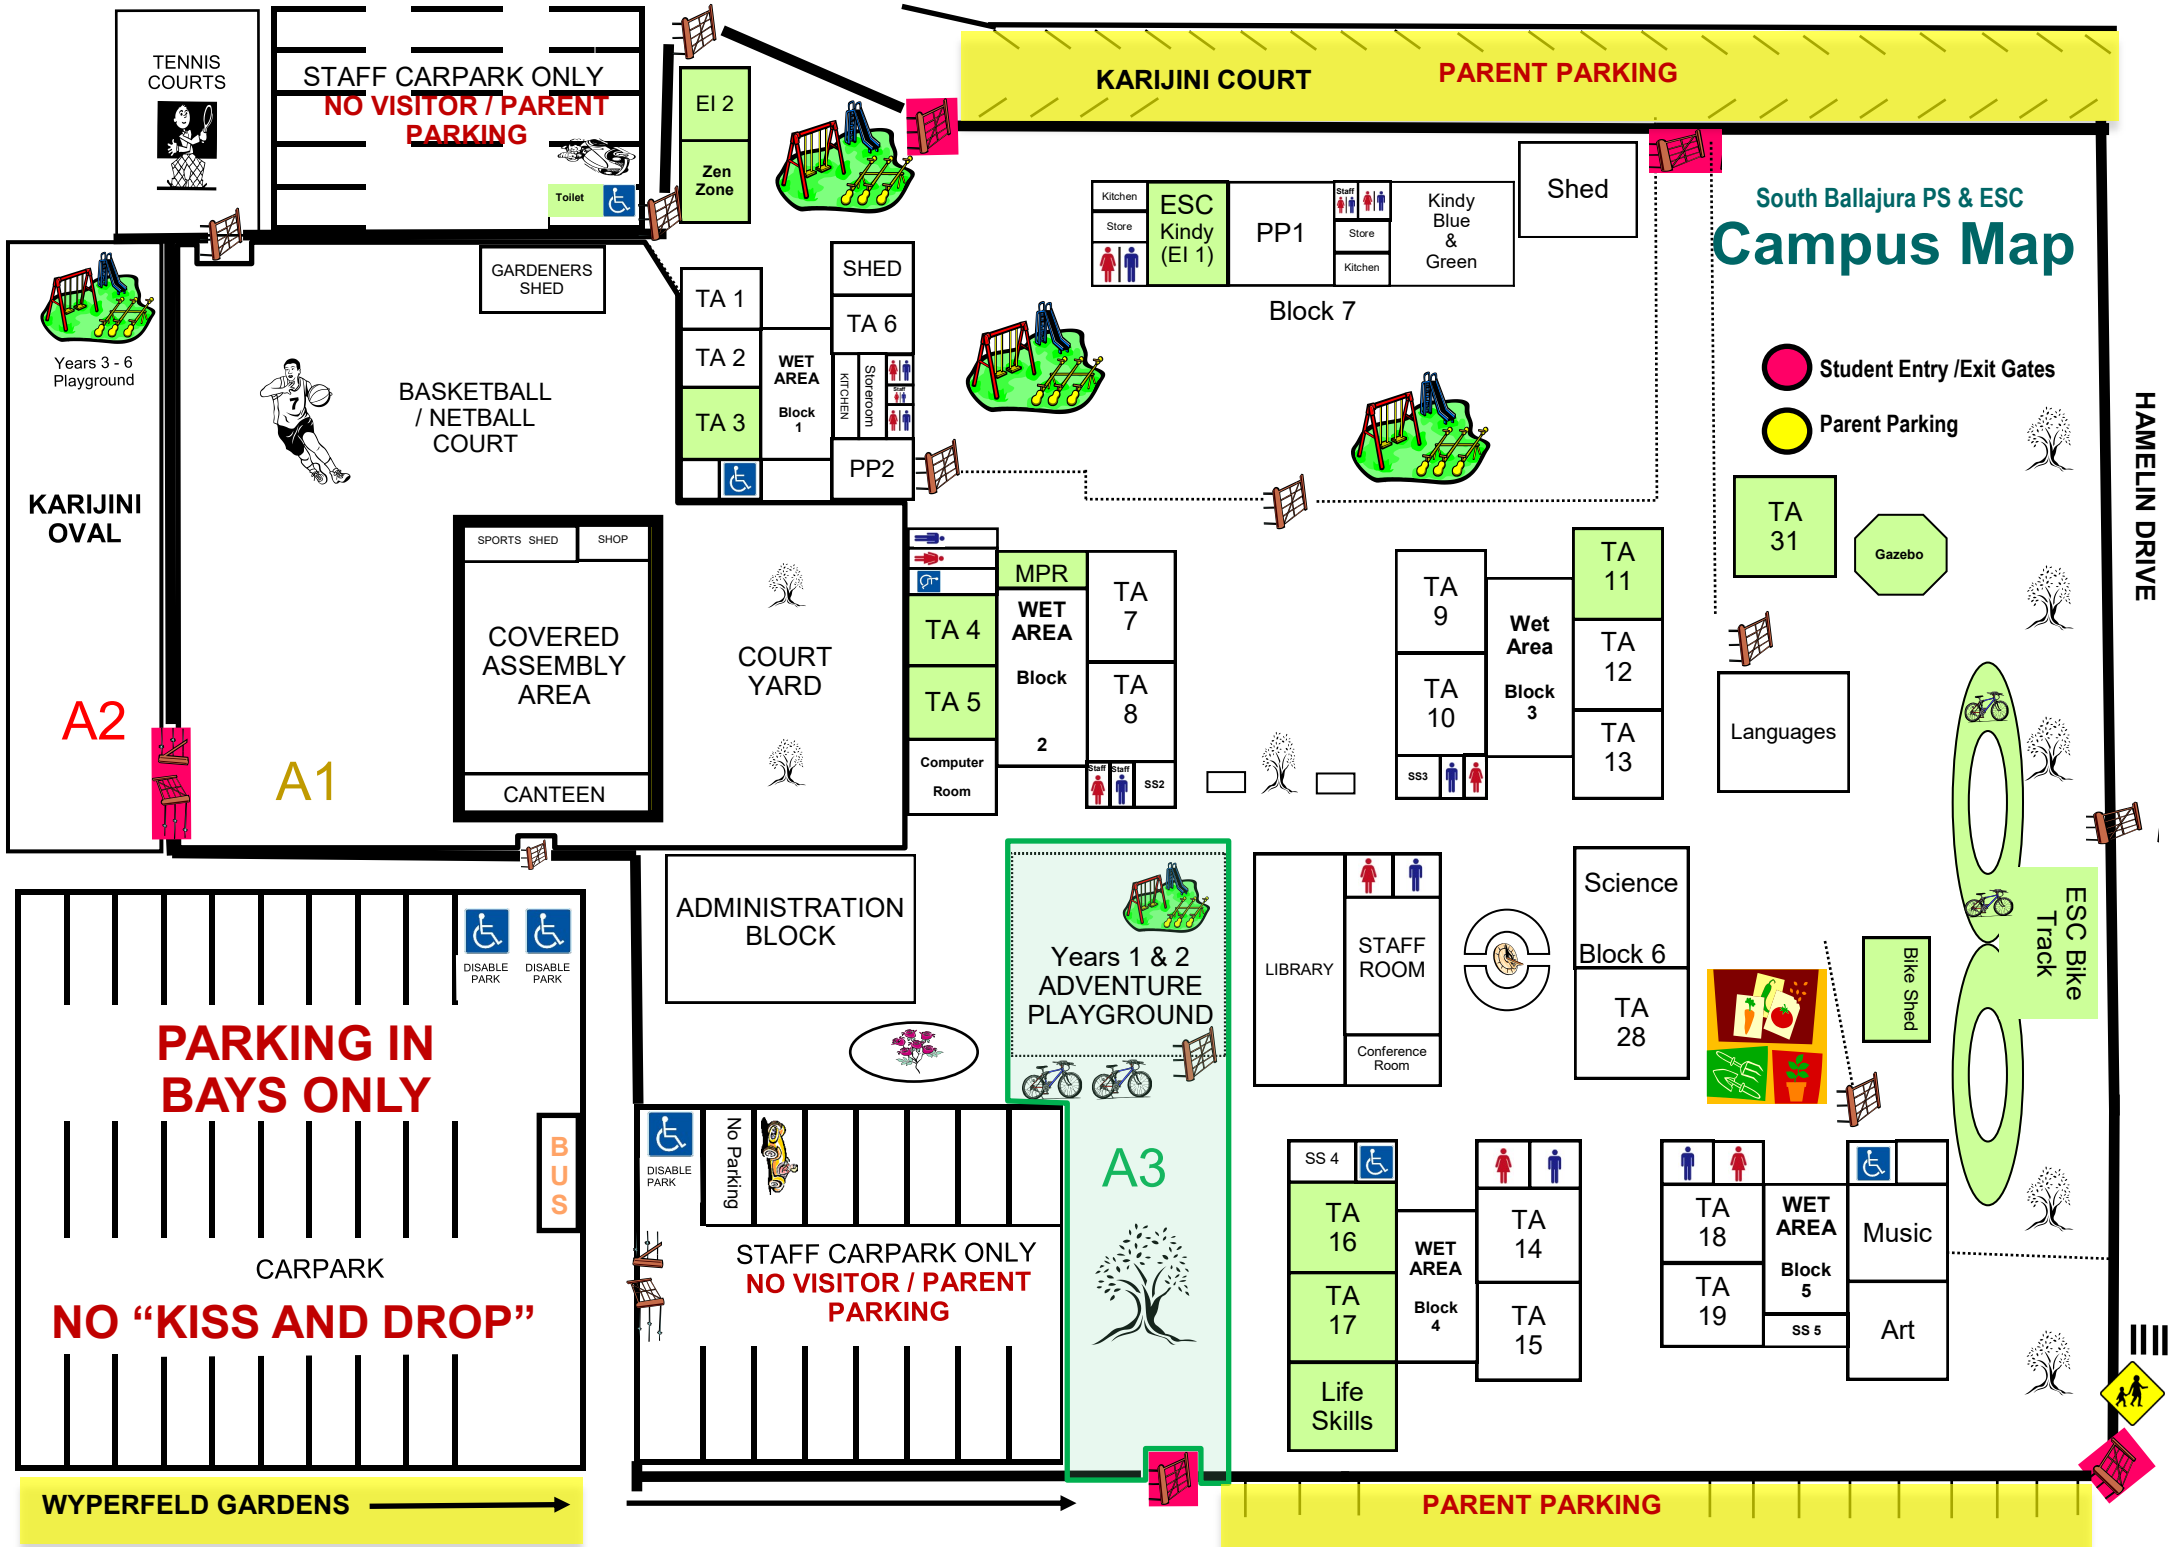 TENNIS
COURTS
STAFF CARPARK ONLY
NO VISITOR / PARENT
PARKING
Toilet
EI 2
Zen
Zone
KARIJINI COURT
PARENT PARKING
Kitchen
Store
ESC
Kindy
(EI 1)
PP1
Staff
Store
Kitchen
Kindy
Blue
&
Green
Shed
Block 7
South Ballajura PS & ESC
Campus Map
Student Entry /Exit Gates
Parent Parking
HAMELIN DRIVE
Years 3 - 6
Playground
KARIJINI
OVAL
A2
GARDENERS
SHED
7
BASKETBALL
/ NETBALL
COURT
TA 1
TA 2
TA 3
WET
AREA
Block
1
SHED
TA 6
KITCHEN
Storeroom
Staff
PP2
SPORTS SHED
SHOP
COVERED
ASSEMBLY
AREA
CANTEEN
A1
COURT
YARD
MPR
TA 4
TA 5
Computer
Room
WET
AREA
Block
2
TA
7
TA
8
Staff
Staff
SS2
TA
9
TA
10
SS3
Wet
Area
Block
3
TA
11
TA
12
TA
13
TA
31
Gazebo
Languages
ESC Bike
Track
Bike Shed
ADMINISTRATION
BLOCK
Years 1 & 2
ADVENTURE
PLAYGROUND
A3
LIBRARY
STAFF
ROOM
Conference
Room
Science
Block 6
TA
28
DISABLE
PARK
DISABLE
PARK
PARKING IN
BAYS ONLY
BUS
CARPARK
NO “KISS AND DROP”
DISABLE
PARK
No Parking
STAFF CARPARK ONLY
NO VISITOR / PARENT
PARKING
SS 4
TA
16
TA
17
Life
Skills
WET
AREA
Block
4
TA
14
TA
15
TA
18
TA
19
WET
AREA
Block
5
SS 5
Music
Art
WYPERFELD GARDENS
PARENT PARKING